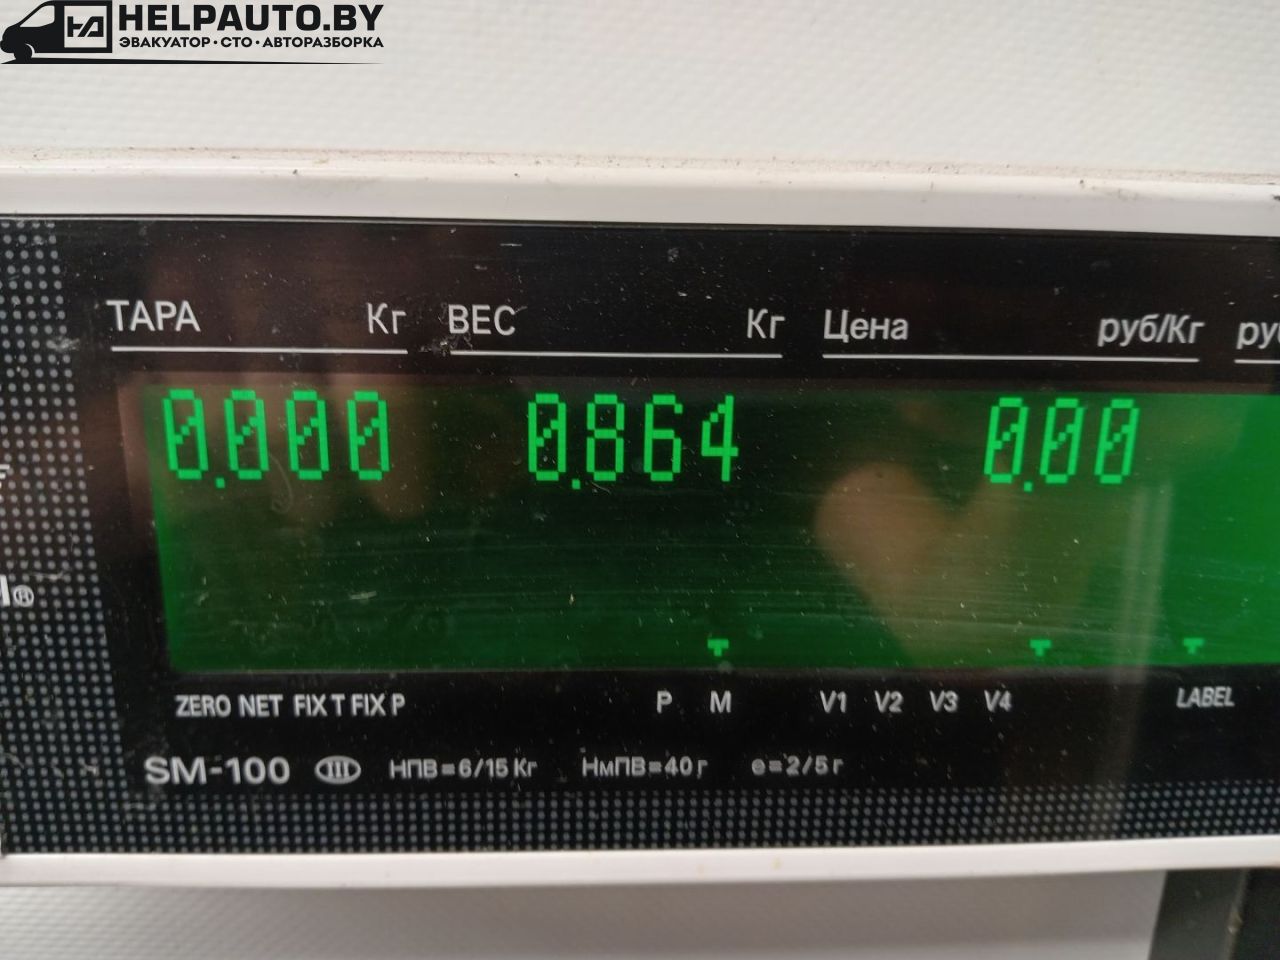 HELPAUTO.BY
ЭВАКУАТОР · СТО · АВТОРАЗБОРКА
ТАРА Кг ВЕС Кг Цена руб/Кг
0.000 0.864 0.00
ZERO NET FIX T FIX P P M V1 V2 V3 V4 LABEL
SM-100 III НПВ=6/15 Кг НмПВ=40 г e=2/5 г